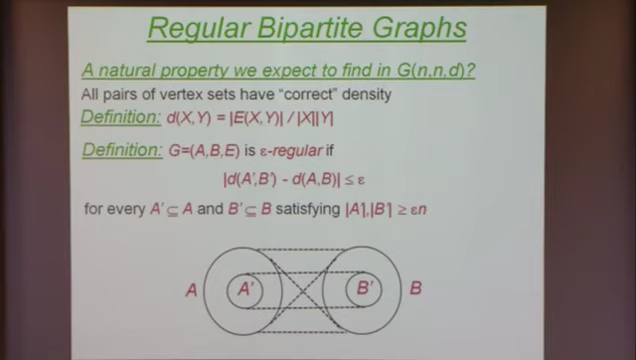 Regular Bipartite Graphs
A natural property we expect to find in G(n,n,d)?
All pairs of vertex sets have “correct” density
Definition: d(X,Y) = |E(X,Y)| / |X||Y|
Definition: G=(A,B,E) is ε-regular if
|d(A',B') - d(A,B)| ≤ ε
for every A' ⊆ A and B' ⊆ B satisfying |A'|,|B'| ≥ εn
A A' B' B